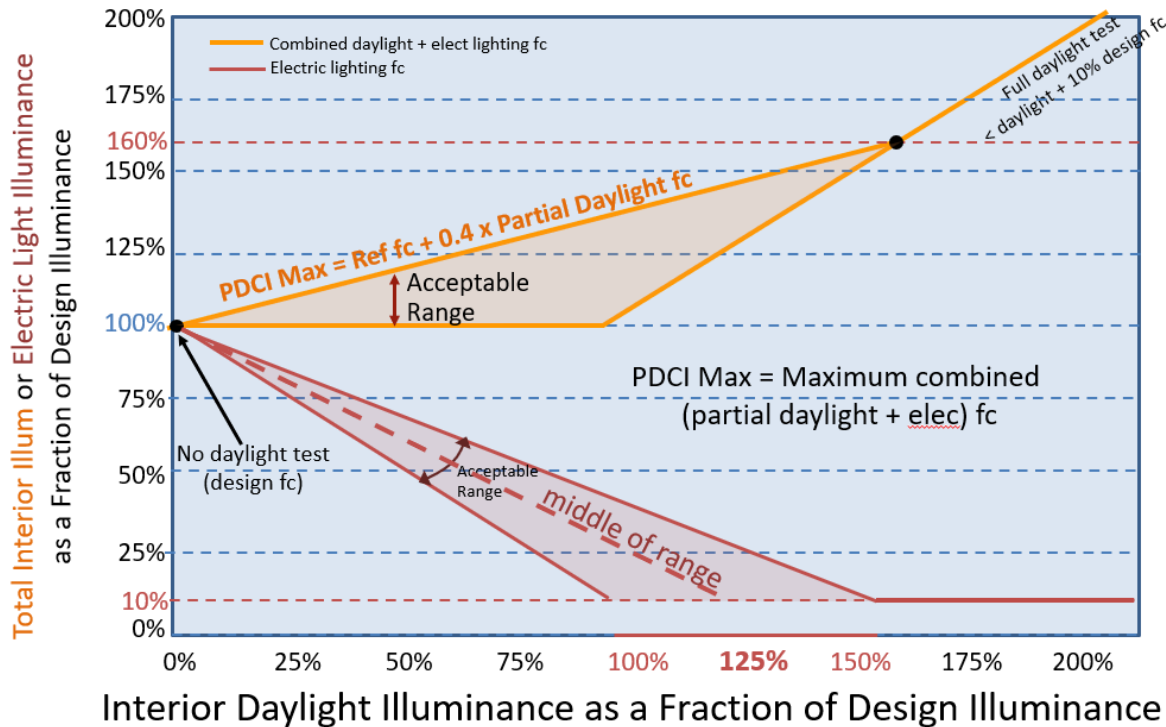 200%
175%
160%
150%
125%
100%
75%
50%
25%
10%
0%
Total Interior Illum or Electric Light Illuminance
as a Fraction of Design Illuminance
Combined daylight + elect lighting fc
Electric lighting fc
Full daylight test
< daylight + 10% design fc
PDCI Max = Ref fc + 0.4 x Partial Daylight fc
Acceptable
Range
PDCI Max = Maximum combined
(partial daylight + elec) fc
No daylight test
(design fc)
Acceptable
Range
middle of range
0% 25% 50% 75% 100% 125% 150% 175% 200%
Interior Daylight Illuminance as a Fraction of Design Illuminance